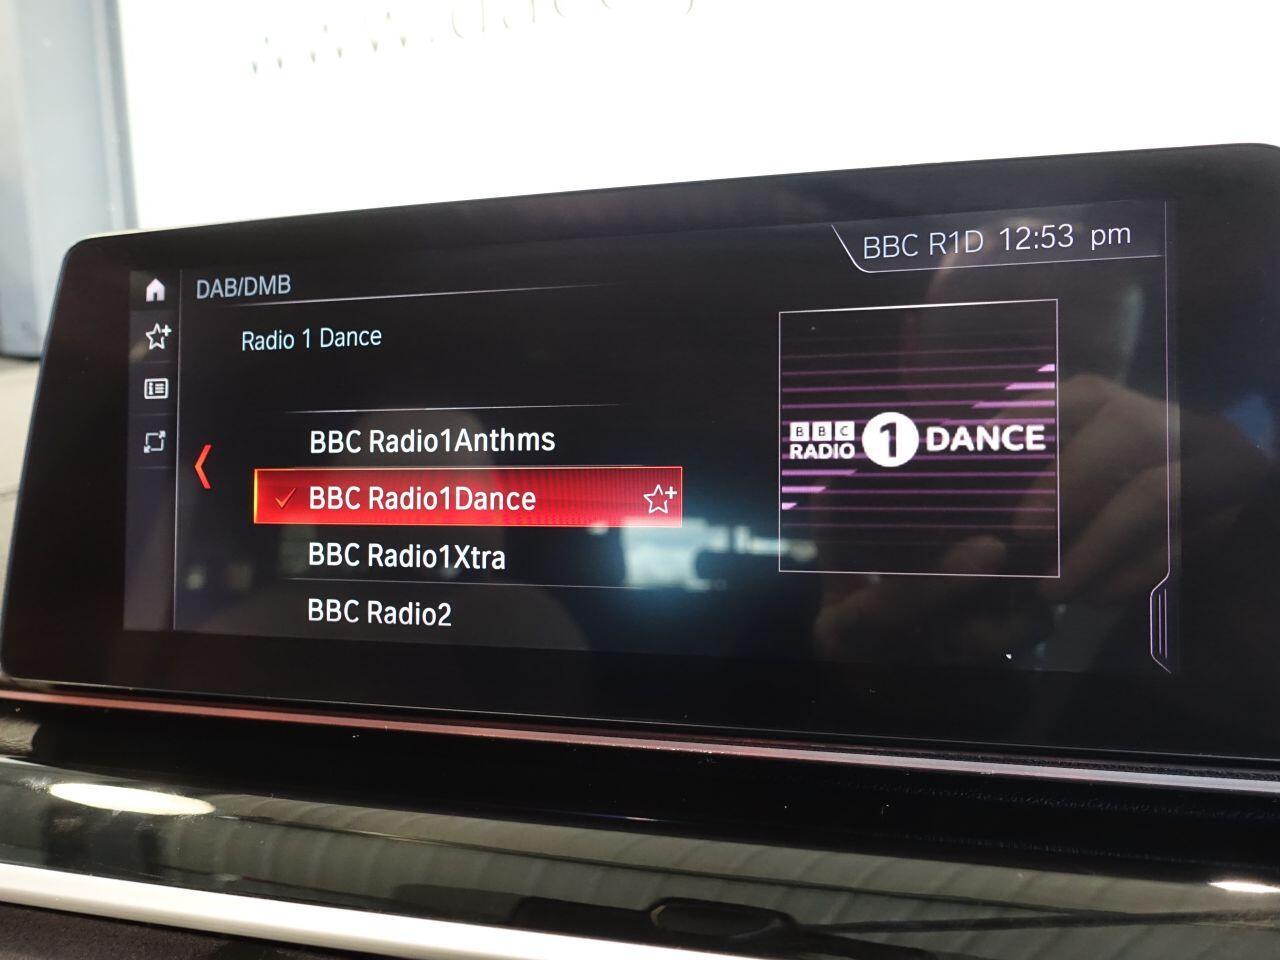 BBC R1D 12:53 pm
DAB/DMB
Radio 1 Dance
BBC Radio1Anthms
BBC Radio1Dance
BBC Radio1Xtra
BBC Radio2
BBC
RADIO 1 DANCE